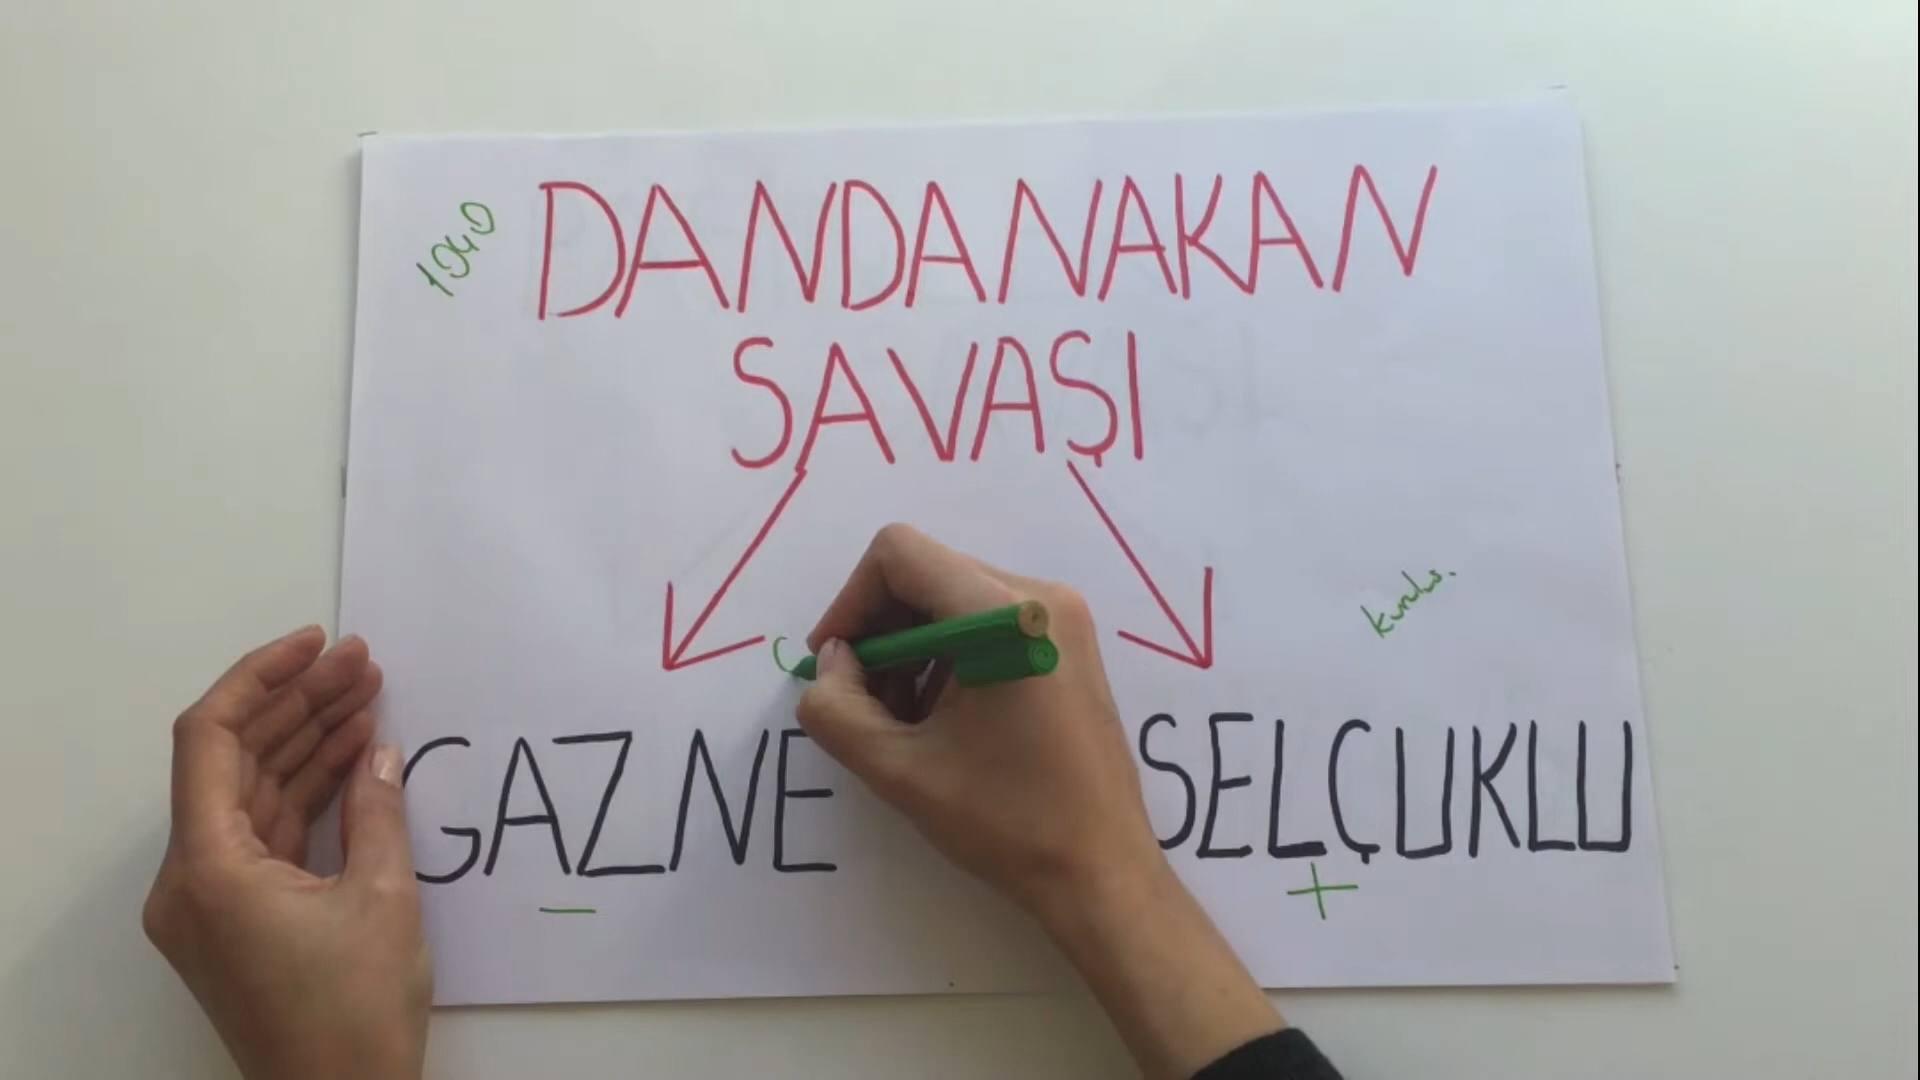 1040
DANDANAKAN
SAVAŞI
GAZNE
SELÇUKLU
- +